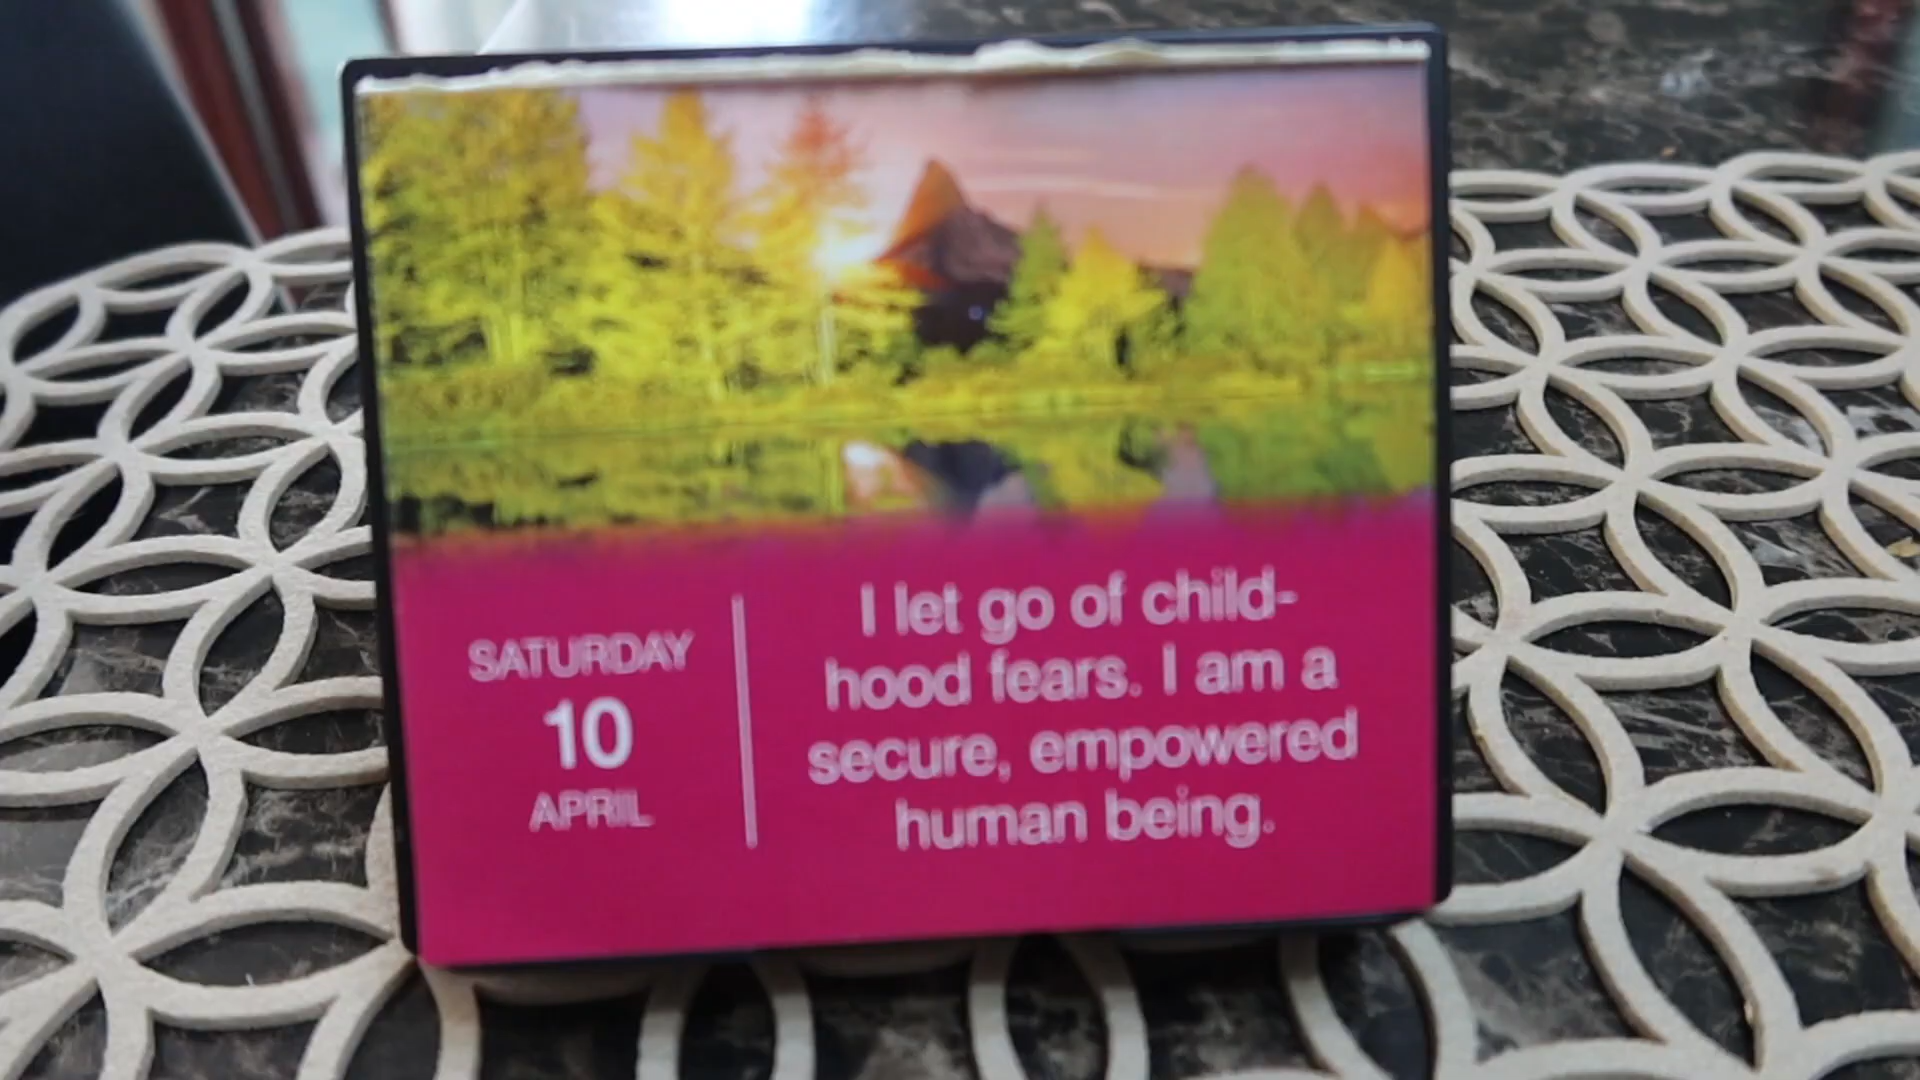 SATURDAY
10
APRIL
I let go of child-
hood fears. I am a
secure, empowered
human being.